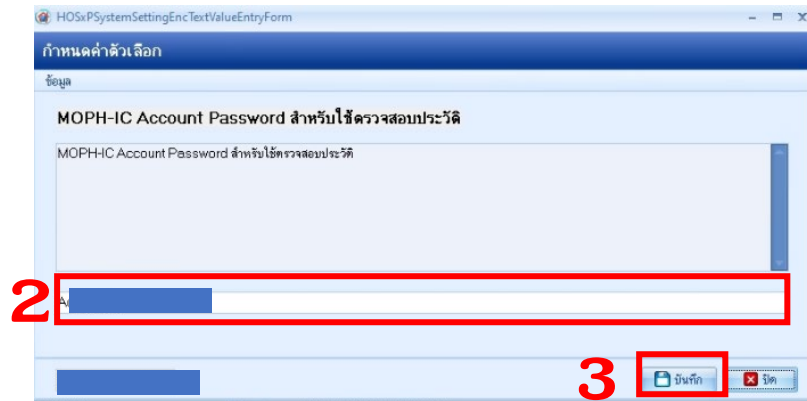 HOSxPSystemSettingEncTextValueEntryForm
กำหนดค่าตัวเลือก
ข้อมูล
MOPH-IC Account Password สำหรับใช้ตรวจสอบประวัติ
MOPH-IC Account Password สำหรับใช้ตรวจสอบประวัติ
2
3
บันทึก
ปิด